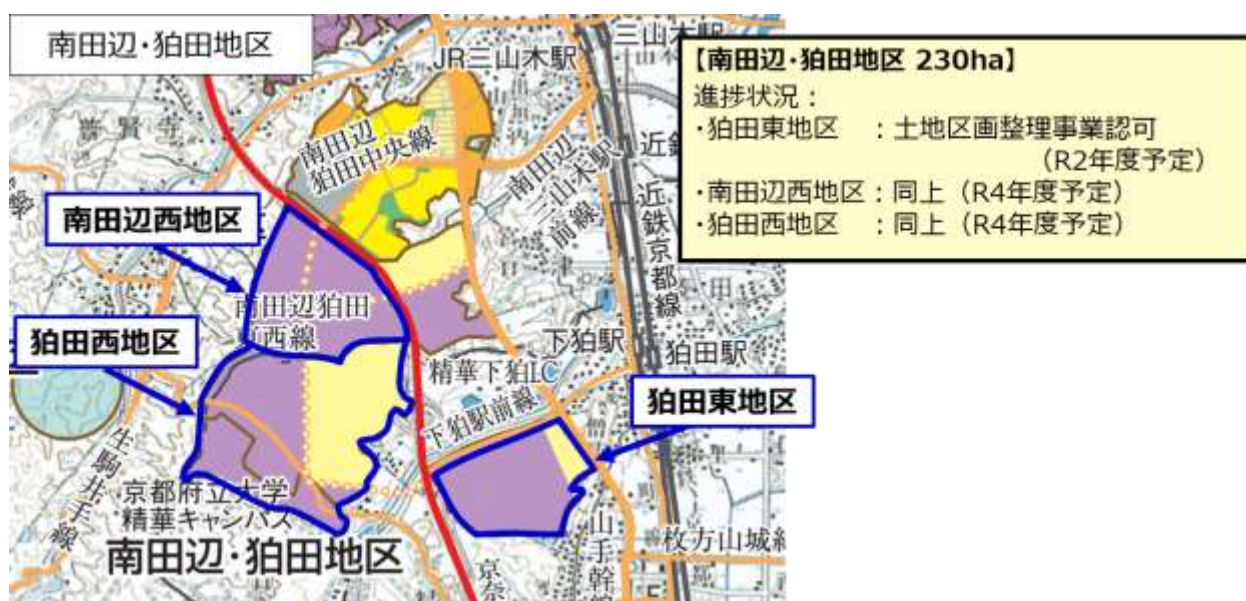 南田辺・狛田地区
JR三山木駅
三山木駅
【南田辺・狛田地区 230ha】
進捗状況：
・狛田東地区　：土地区画整理事業認可
（R2年度予定）
・南田辺西地区：同上（R4年度予定）
・狛田西地区　：同上（R4年度予定）
普賢寺
南田辺
狛田中央線
南田辺
三山木駅
前線
近鉄
近鉄京都線
南田辺西地区
南田辺狛田
西線
狛田西地区
下狛駅
狛田駅
精華下狛IC
下狛駅前線
狛田東地区
生駒井手線
京都府立大学
精華キャンパス
南田辺・狛田地区
山手幹線
枚方山城線
京奈